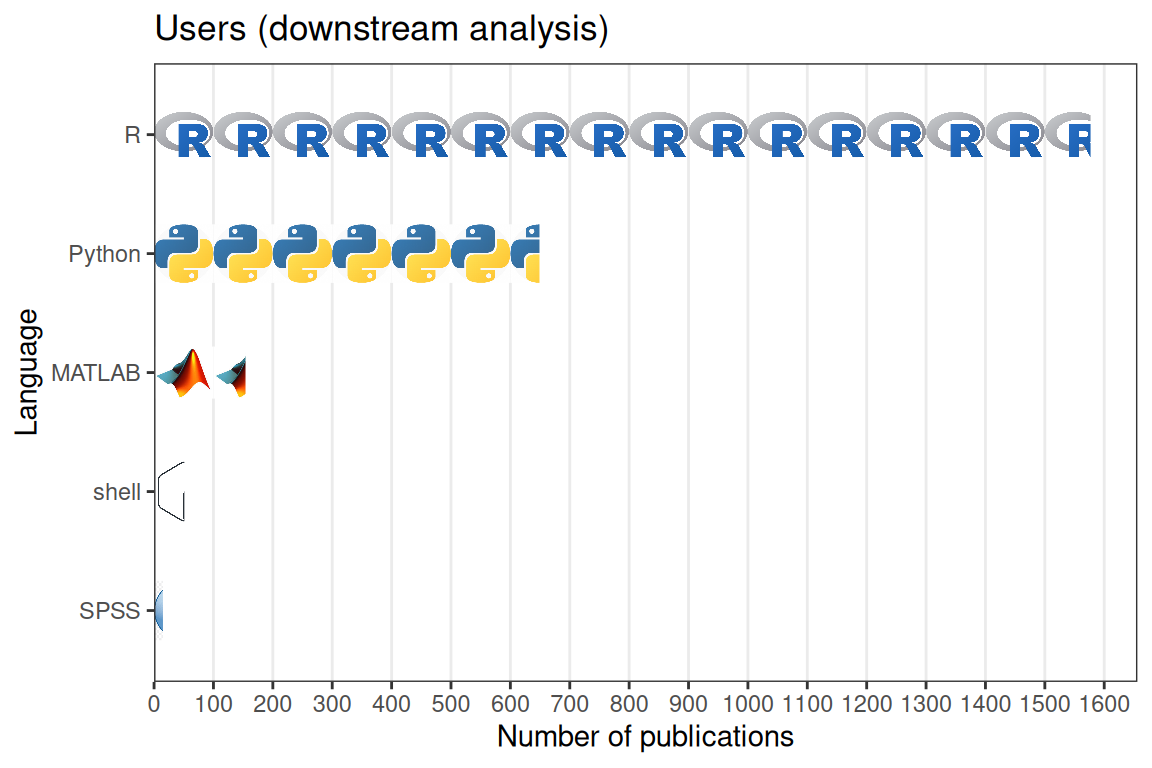 Users (downstream analysis)
R
R R R R R R R R R R R R R R R R
Python
MATLAB
shell
SPSS
Language
0 100 200 300 400 500 600 700 800 900 1000 1100 1200 1300 1400 1500 1600
Number of publications